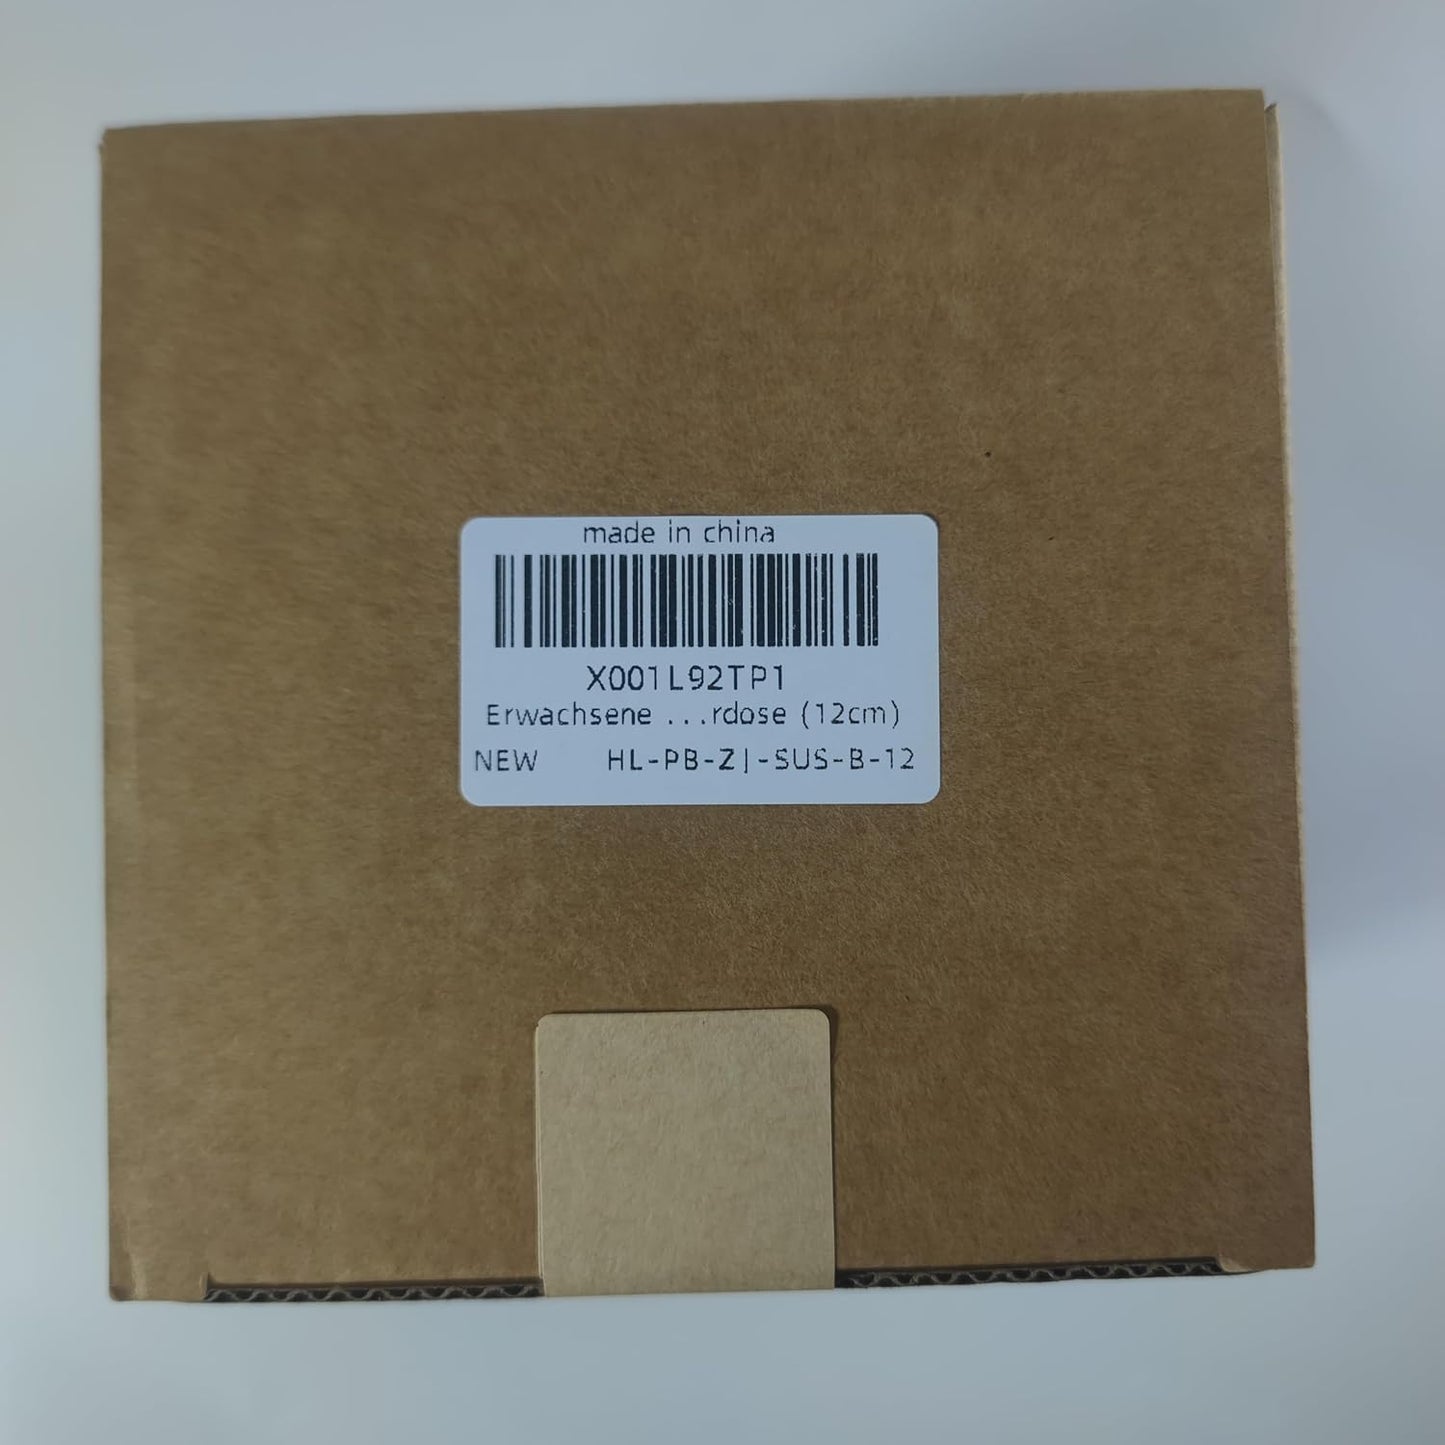 made in china
X001L92TP1
Erwachsene ...rdose (12cm)
NEW HL-PB-ZJ-SUS-B-12